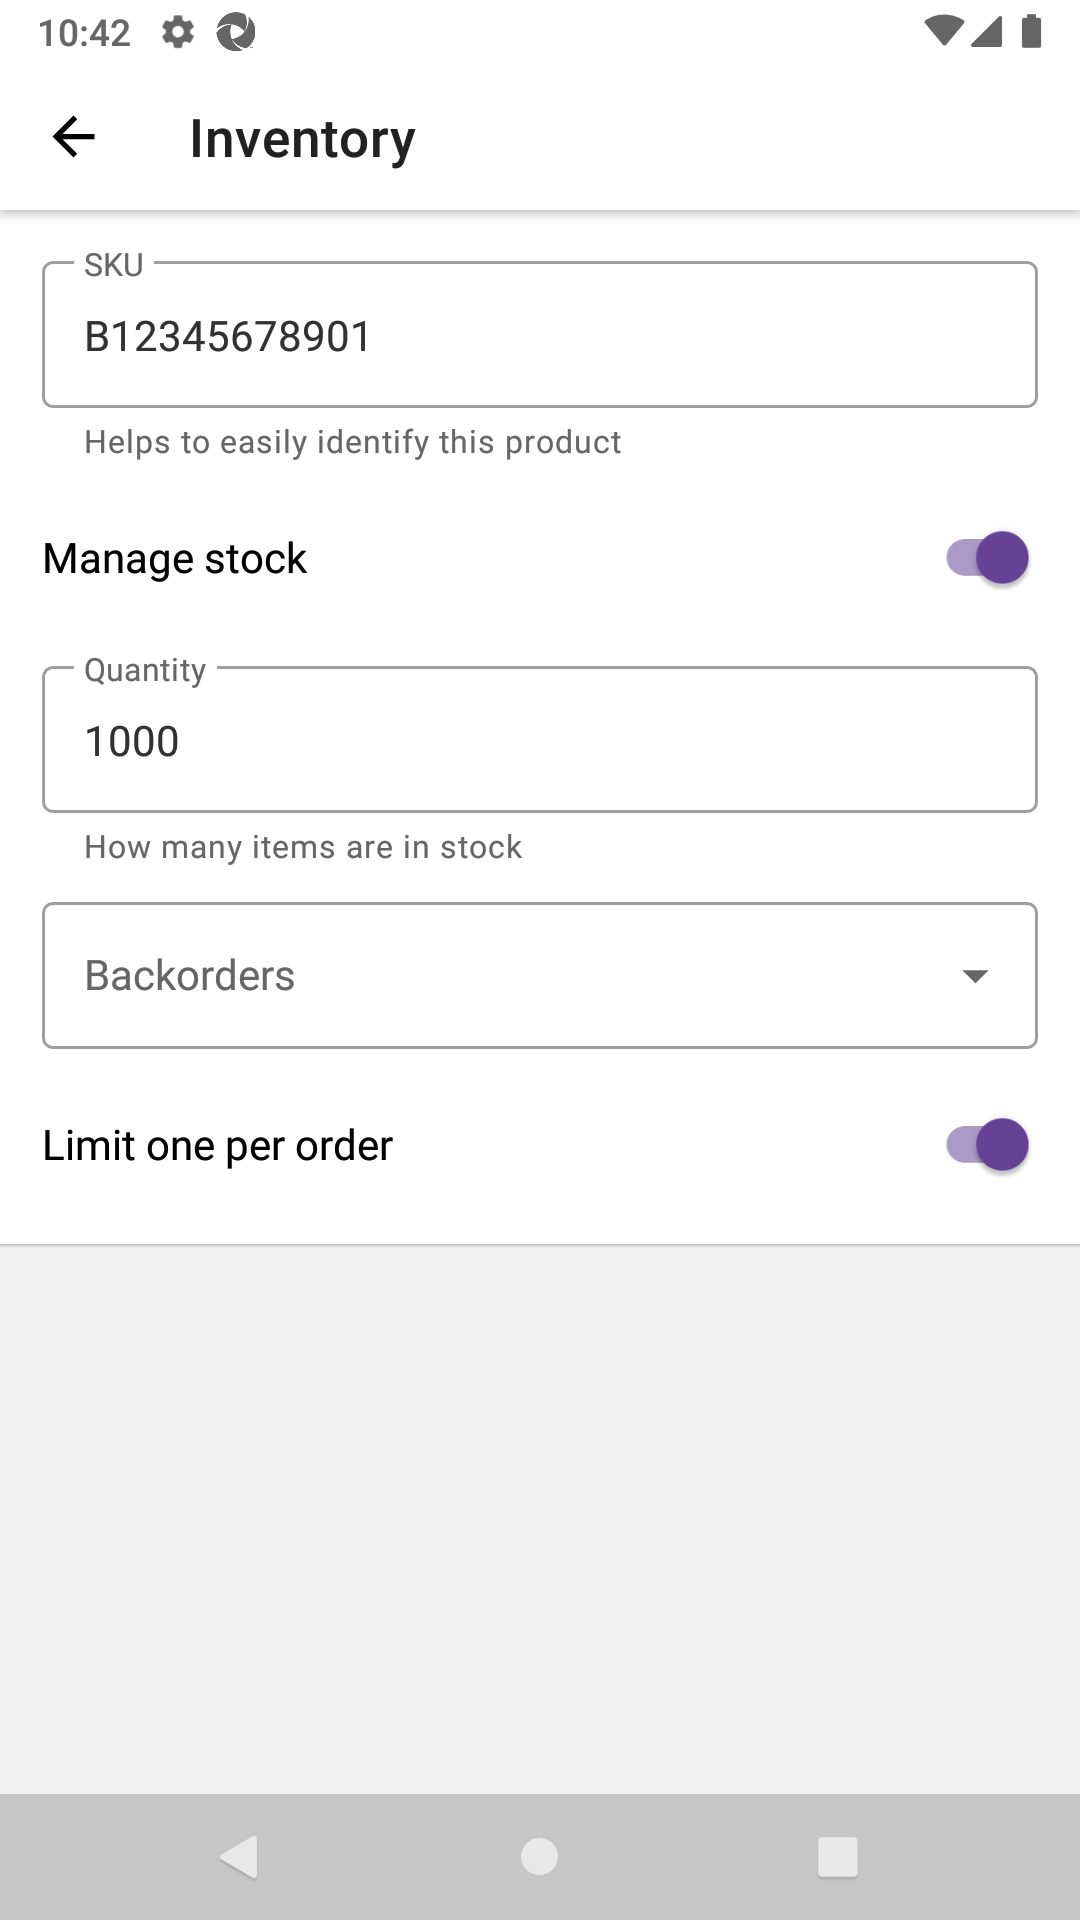 10:42
Inventory
SKU
B12345678901
Helps to easily identify this product
Manage stock
Quantity
1000
How many items are in stock
Backorders
Limit one per order